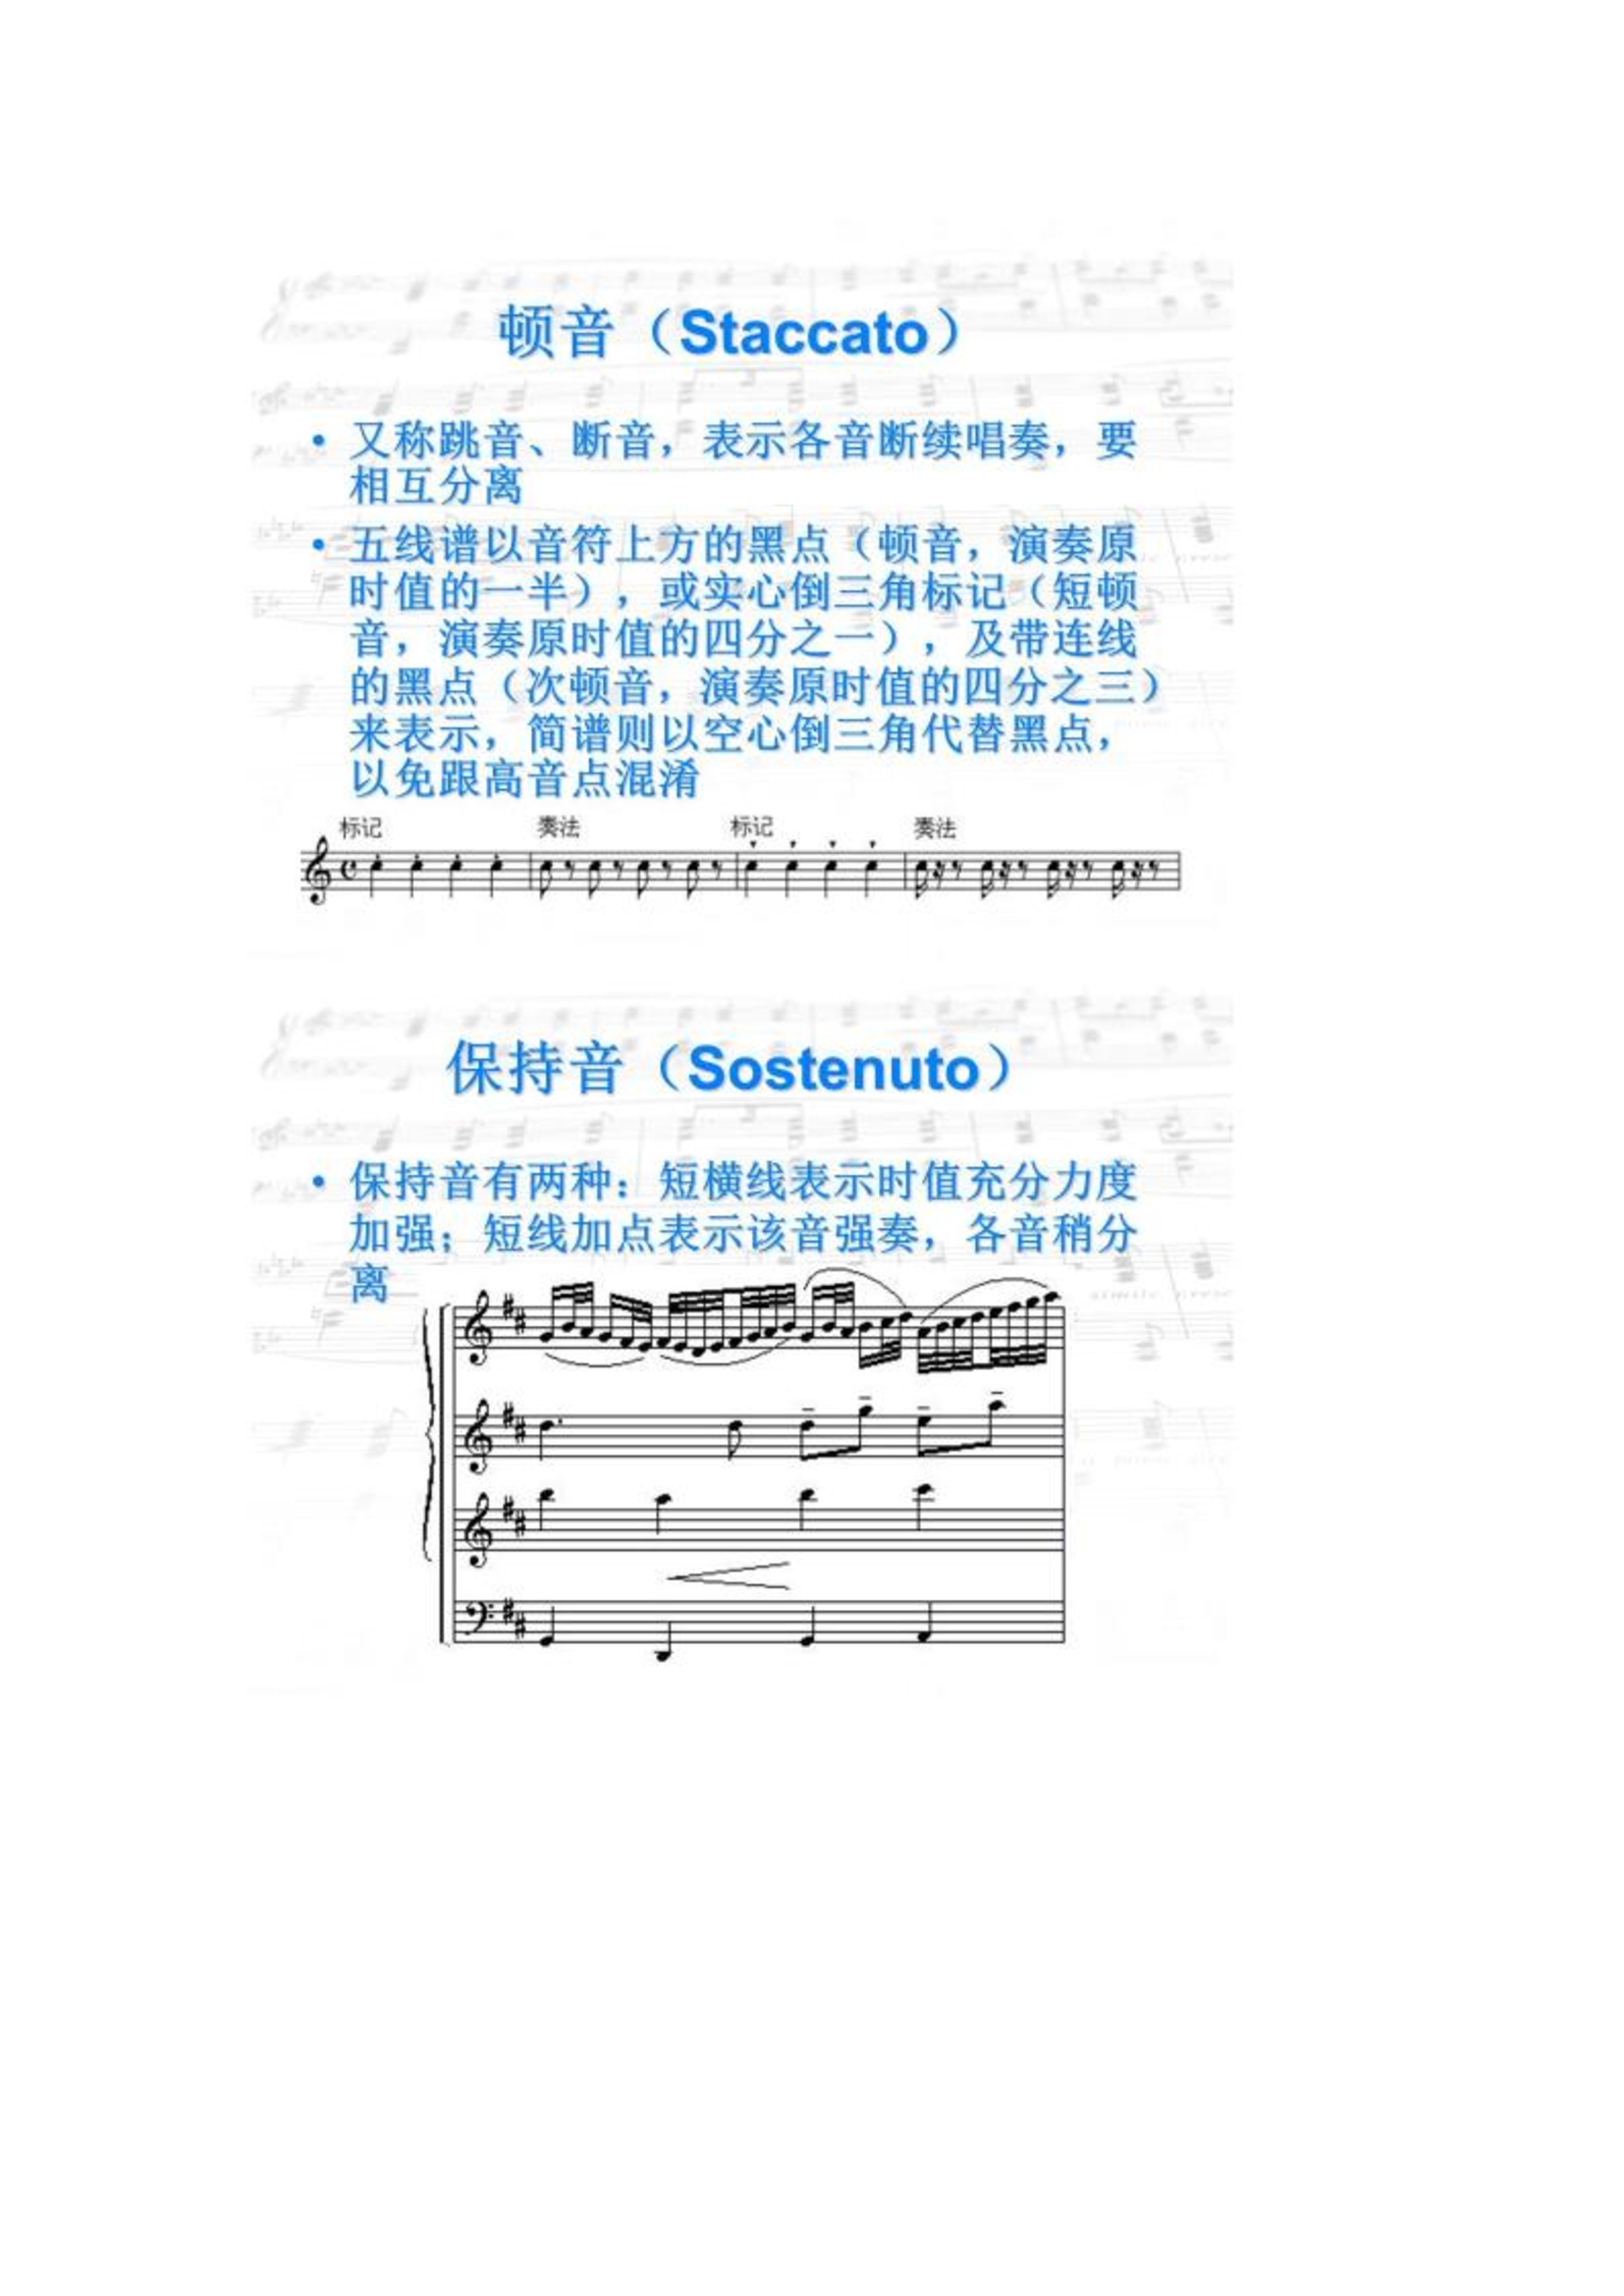 顿音（Staccato）
• 又称跳音、断音，表示各音断续唱奏，要
相互分离
• 五线谱以音符上方的黑点（顿音，演奏原
时值的一半），或实心倒三角标记（短顿
音，演奏原时值的四分之一），及带连线
的黑点（次顿音，演奏原时值的四分之三）
来表示，简谱则以空心倒三角代替黑点，
以免跟高音点混淆
标记 奏法 标记 奏法
保持音（Sostenuto）
• 保持音有两种：短横线表示时值充分力度
加强；短线加点表示该音强奏，各音稍分
离